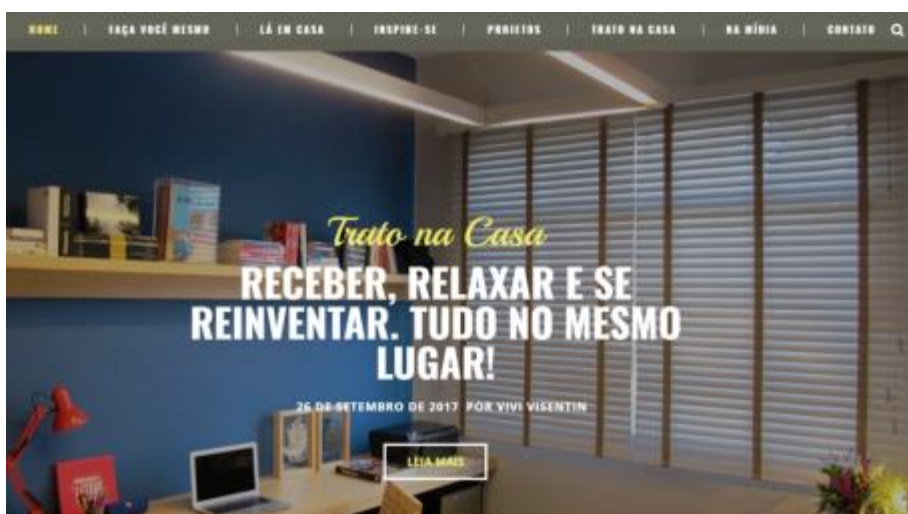 HOME | FAÇA VOCÊ MESMO | LÁ EM CASA | INSPIRE-SE | PROJETOS | TRATO NA CASA | NA MÍDIA | CONTATO
Trato na Casa
RECEBER, RELAXAR E SE
REINVENTAR. TUDO NO MESMO
LUGAR!
26 DE SETEMBRO DE 2017 POR VIVI VISENTIN
LEIA MAIS